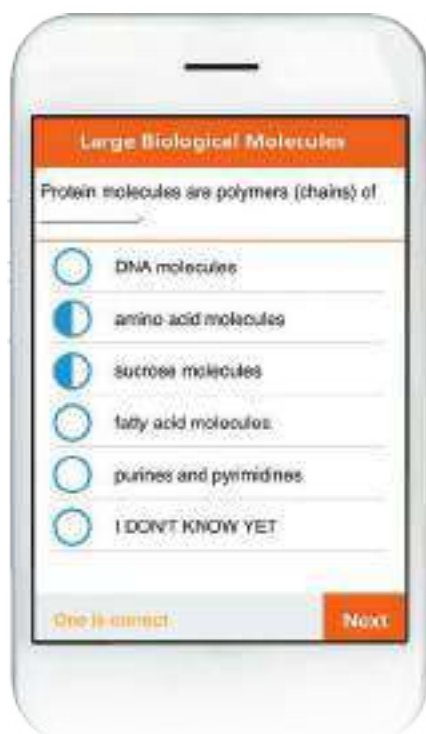 Large Biological Molecules
Protein molecules are polymers (chains) of
__________.
DNA molecules
amino acid molecules
sucrose molecules
fatty acid molecules
purines and pyrimidines
I DON'T KNOW YET
One is correct
Next